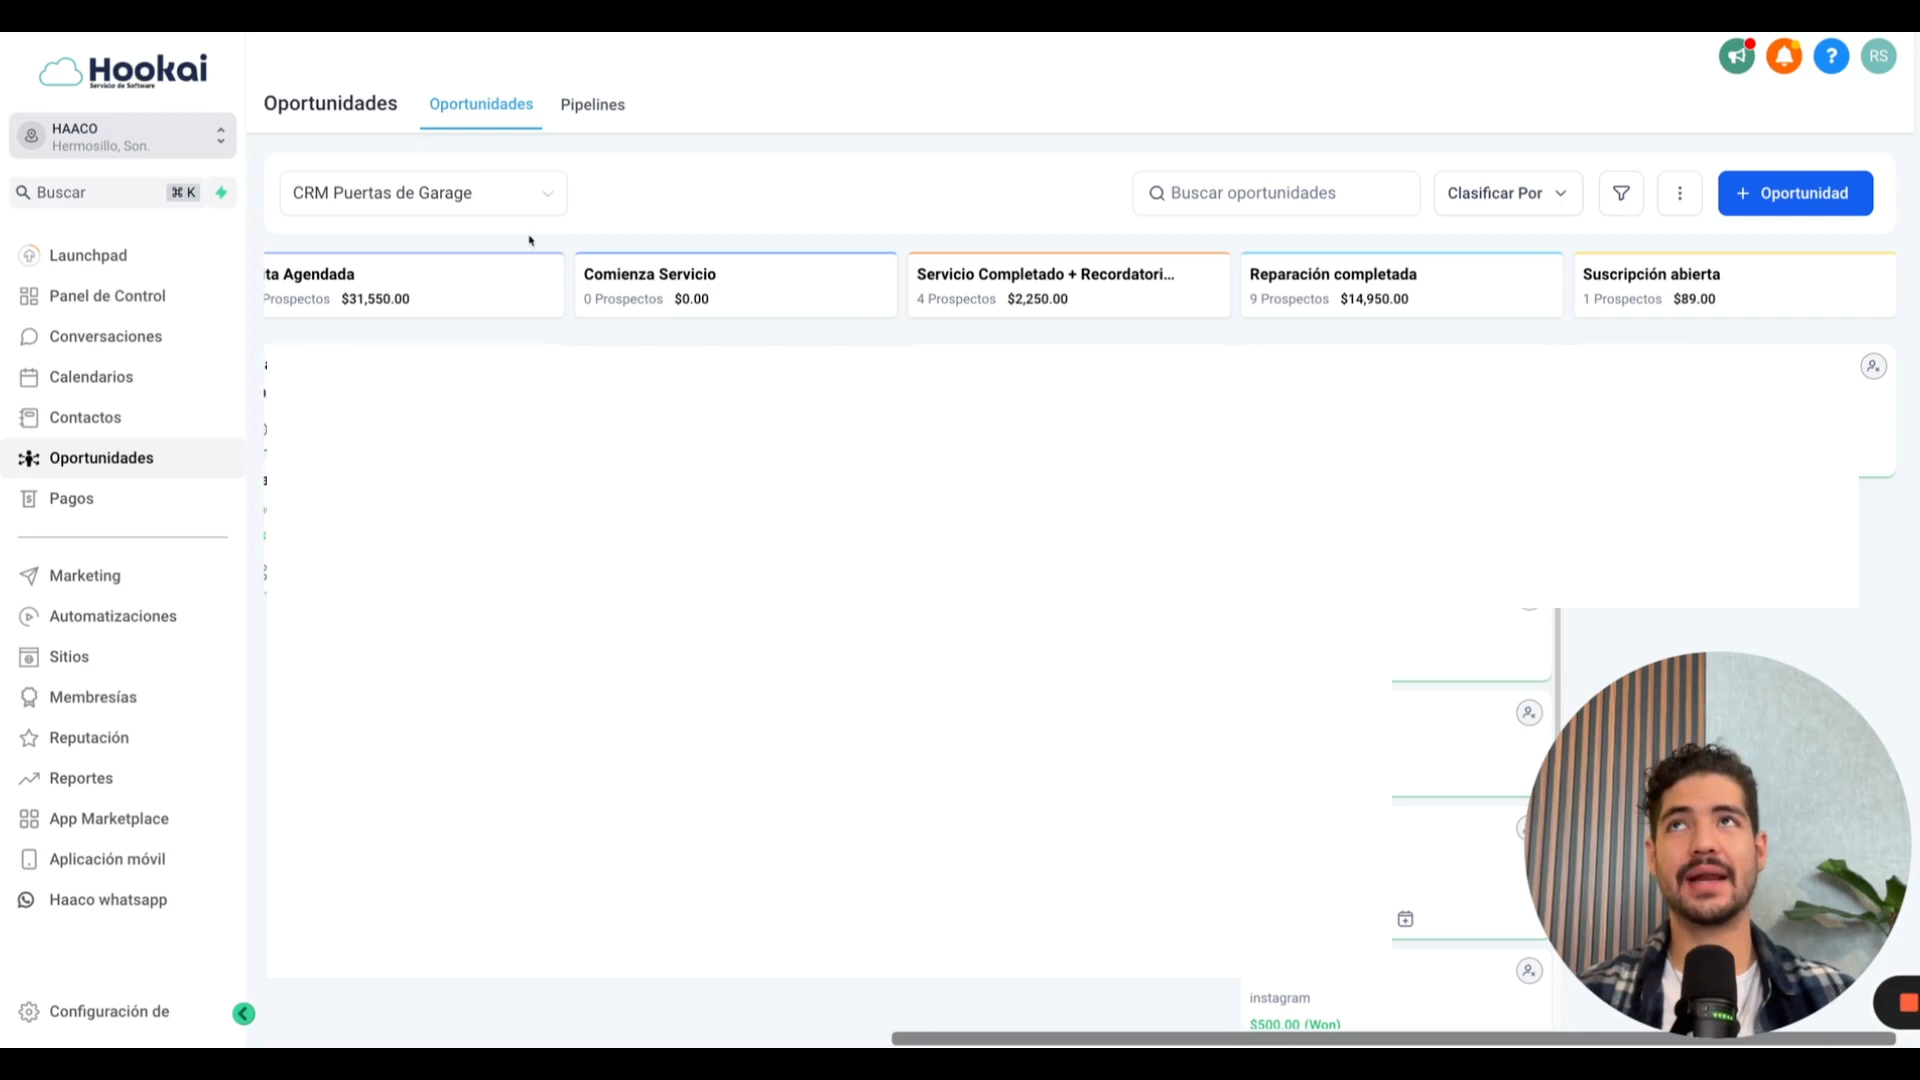 Hookai
Servicio de Software
HAACO
Hermosillo, Son.
Buscar
⌘ K
Launchpad
Panel de Control
Conversaciones
Calendarios
Contactos
Oportunidades
Pagos
Marketing
Automatizaciones
Sitios
Membresías
Reputación
Reportes
App Marketplace
Aplicación móvil
Haaco whatsapp
Configuración de
Oportunidades
Oportunidades
Pipelines
?
RS
CRM Puertas de Garage
Buscar oportunidades
Clasificar Por
+ Oportunidad
ta Agendada
Prospectos $31,550.00
Comienza Servicio
0 Prospectos $0.00
Servicio Completado + Recordatori...
4 Prospectos $2,250.00
Reparación completada
9 Prospectos $14,950.00
Suscripción abierta
1 Prospectos $89.00
instagram
$500.00 (Won)